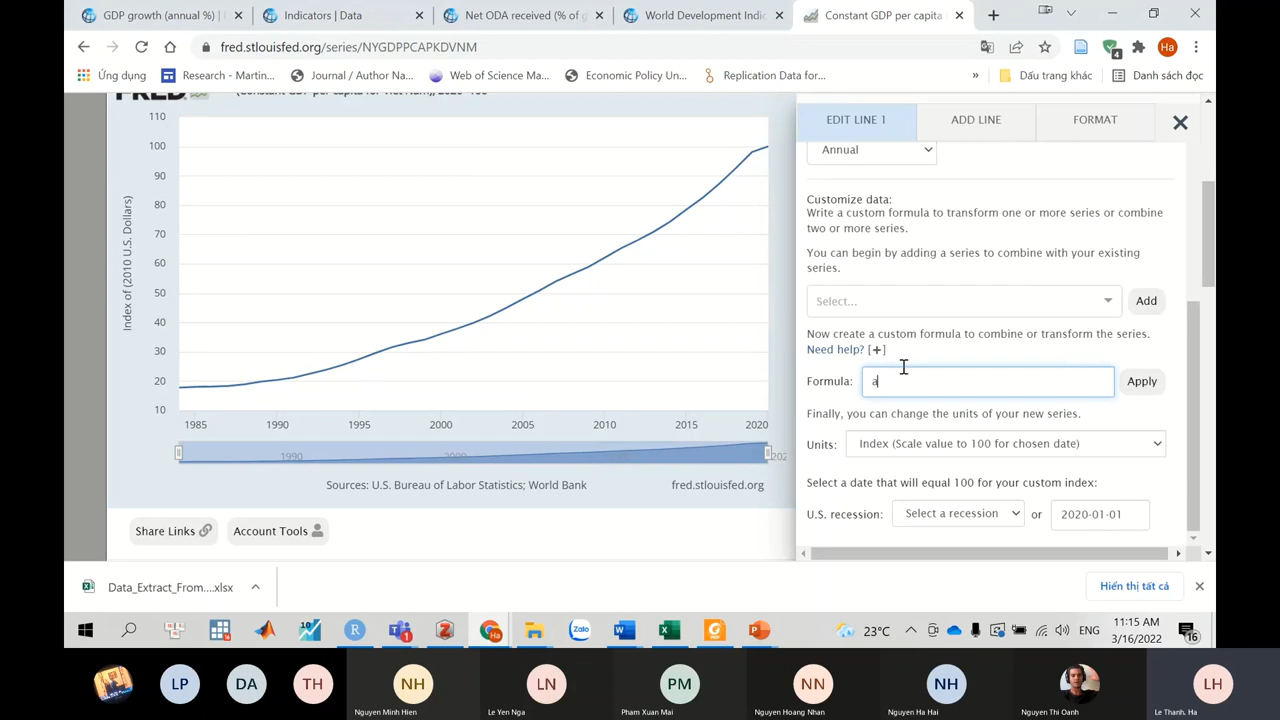 GDP growth (annual %) |
Indicators | Data
Net ODA received (% of g
World Development Indic
Constant GDP per capita
fred.stlouisfed.org/series/NYGDPPCAPKDVNM
4
Ha
Ứng dụng
Research - Martin...
Journal / Author Na...
Web of Science Ma...
Economic Policy Un...
Replication Data for...
»
Dấu trang khác
Danh sách đọc
FRED
110
100
90
80
70
60
50
40
30
20
10
Index of (2010 U.S. Dollars)
1985
1990
1995
2000
2005
2010
2015
2020
1990
2000
Sources: U.S. Bureau of Labor Statistics; World Bank
fred.stlouisfed.org
Share Links
Account Tools
EDIT LINE 1
ADD LINE
FORMAT
Annual
Customize data:
Write a custom formula to transform one or more series or combine
two or more series.
You can begin by adding a series to combine with your existing
series.
Select...
Add
Now create a custom formula to combine or transform the series.
Need help? [+]
Formula:
a
Apply
Finally, you can change the units of your new series.
Units:
Index (Scale value to 100 for chosen date)
Select a date that will equal 100 for your custom index:
U.S. recession:
Select a recession
or
2020-01-01
Data_Extract_From....xlsx
Hiển thị tất cả
Zalo
23°C
ENG
11:15 AM
3/16/2022
16
LP
DA
TH
NH
Nguyen Minh Hien
LN
Le Yen Nga
PM
Pham Xuan Mai
NN
Nguyen Hoang Nhan
NH
Nguyen Ha Hai
Nguyen Thi Oanh
LH
Le Thanh, Ha